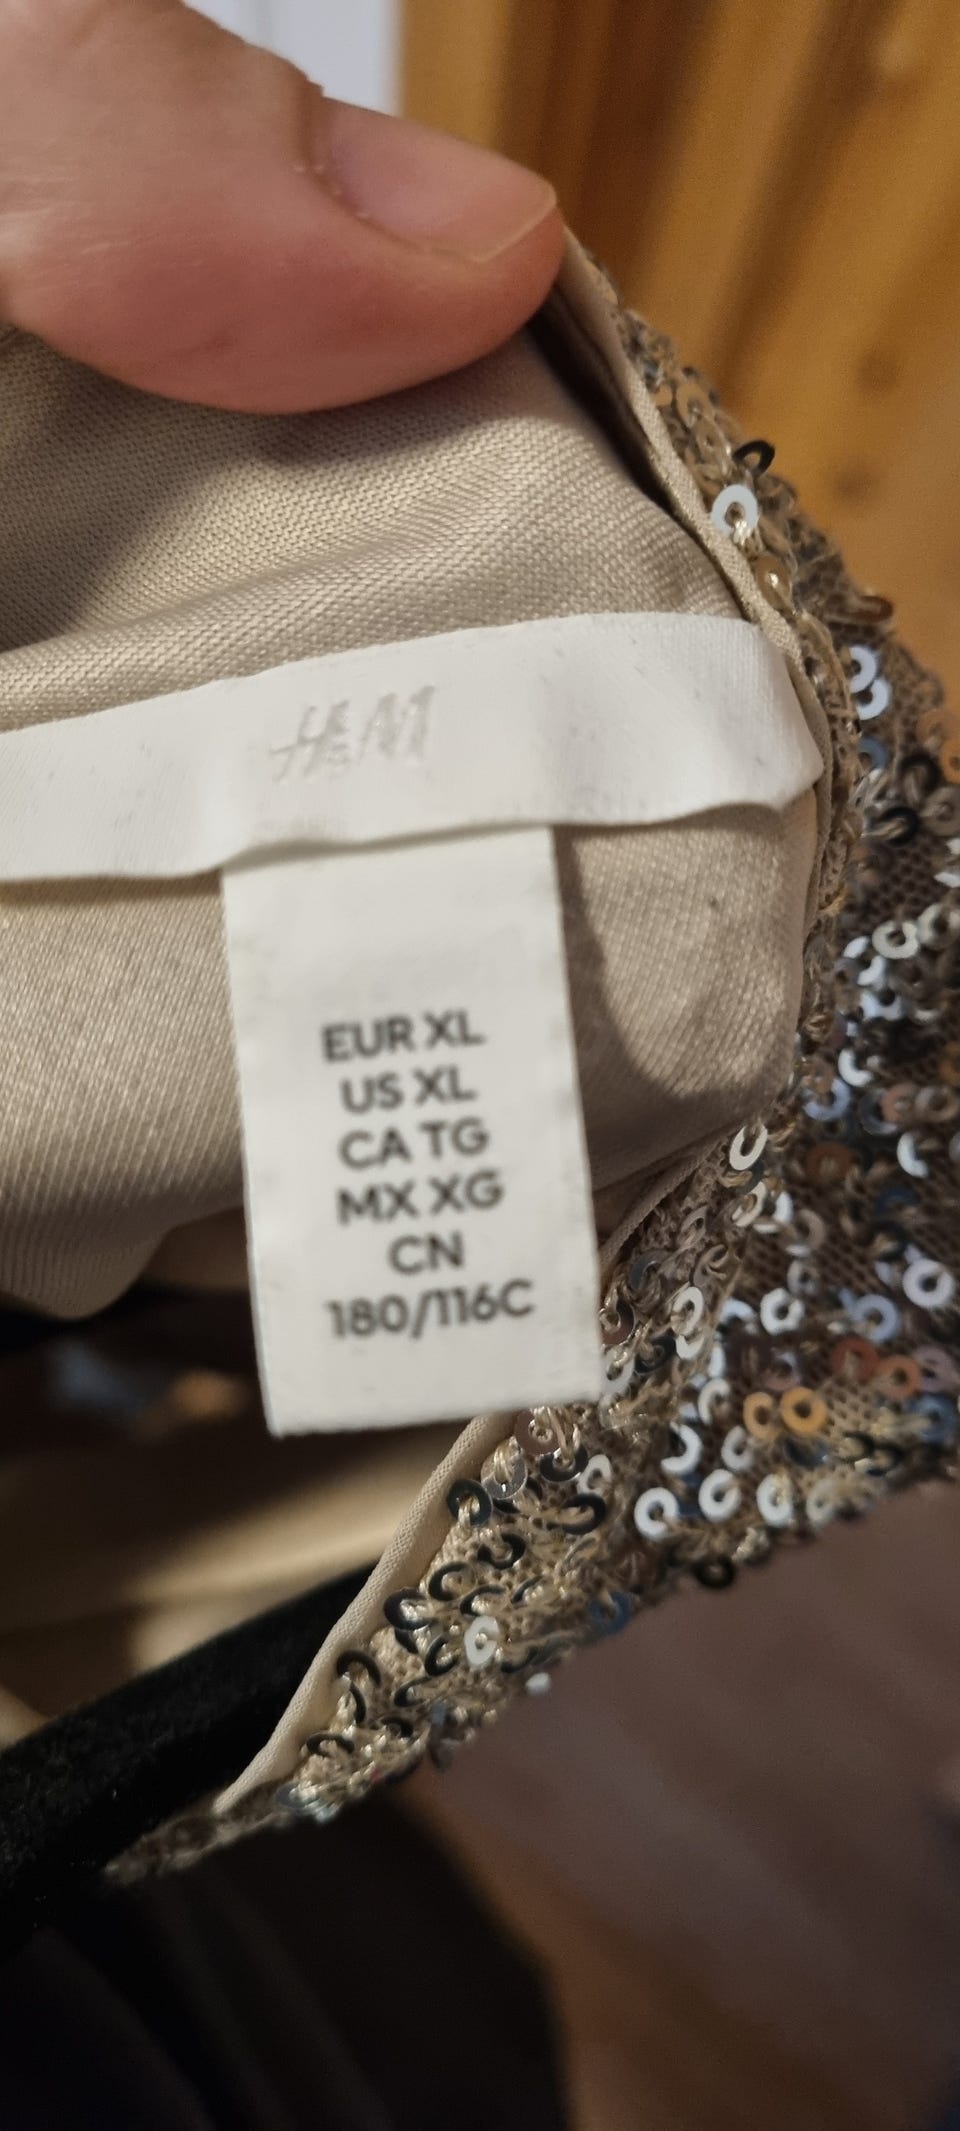 H&M
EUR XL
US XL
CA TG
MX XG
CN
180/116C